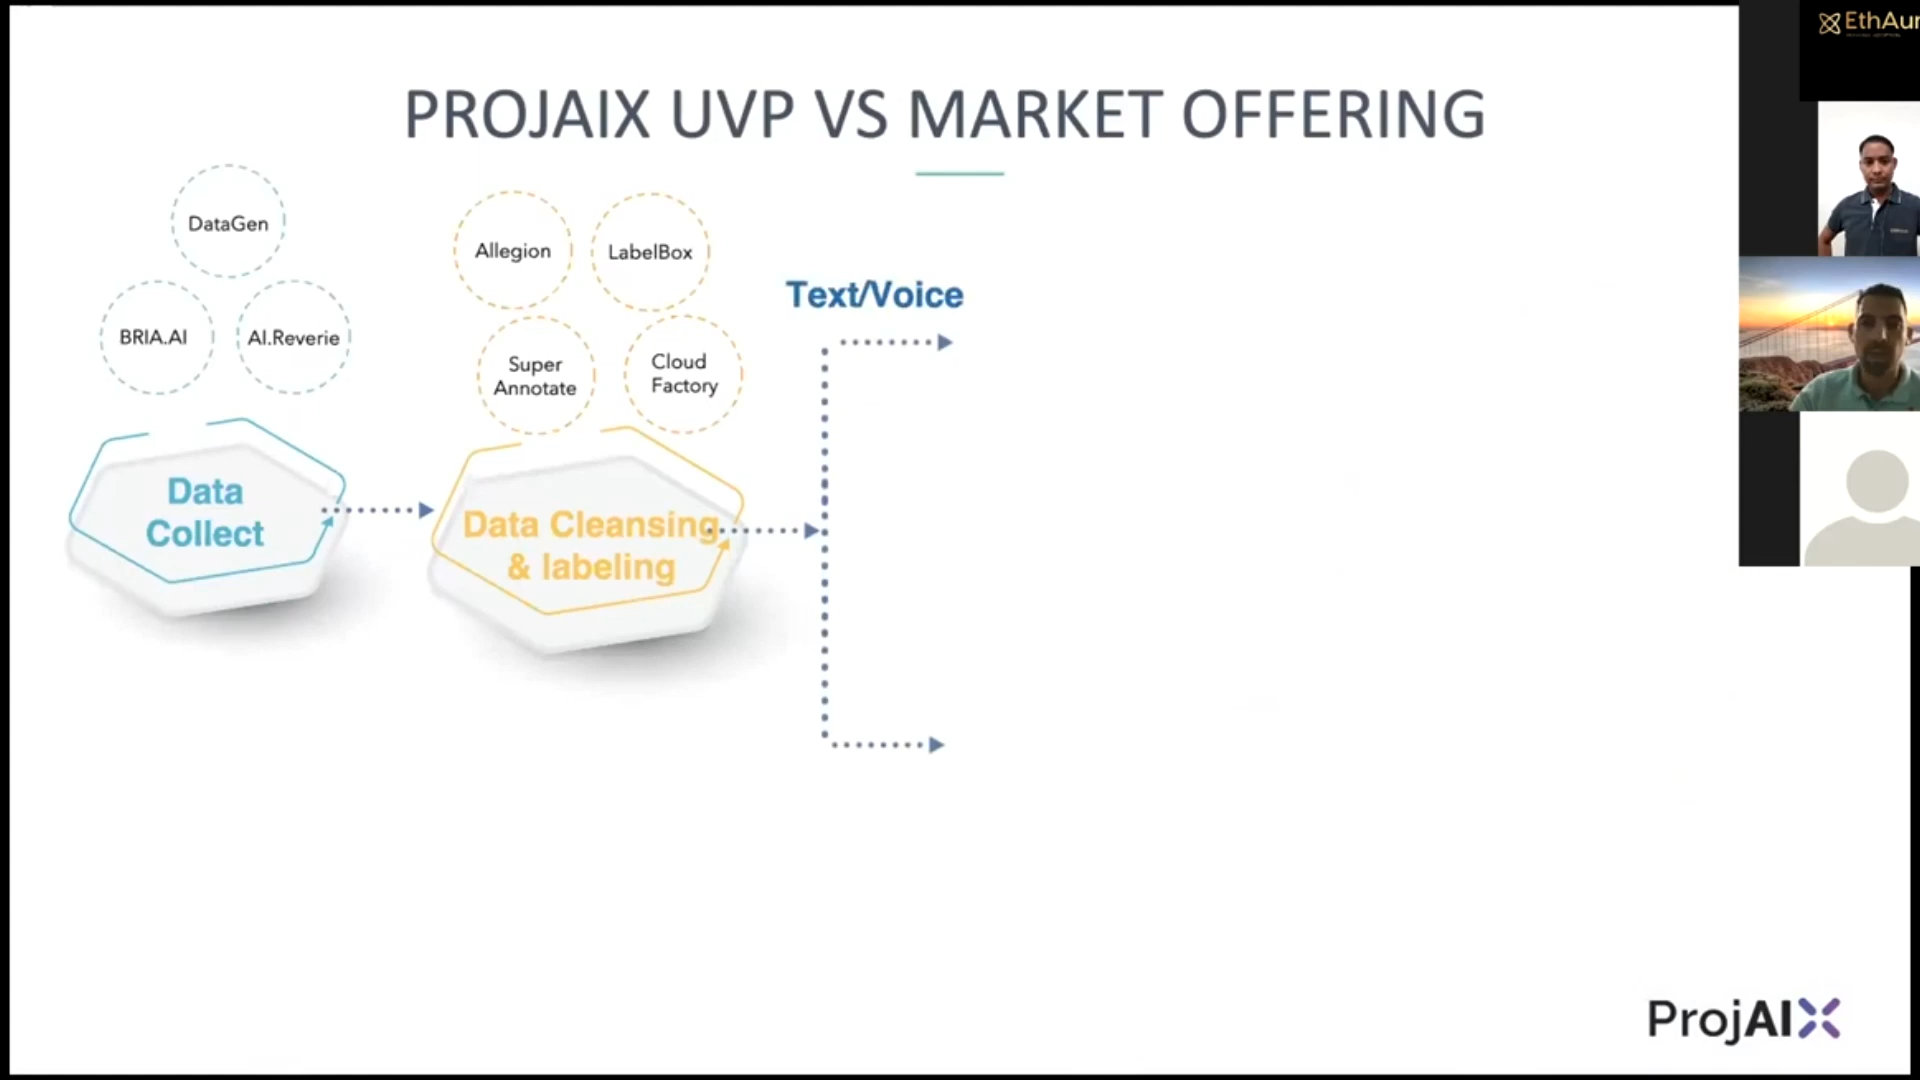 PROJAIX UVP VS MARKET OFFERING
EthAur
DataGen
BRIA.AI
AI.Reverie
Allegion
LabelBox
Super
Annotate
Cloud
Factory
Text/Voice
Data
Collect
Data Cleansing
& labeling
ProjAIX